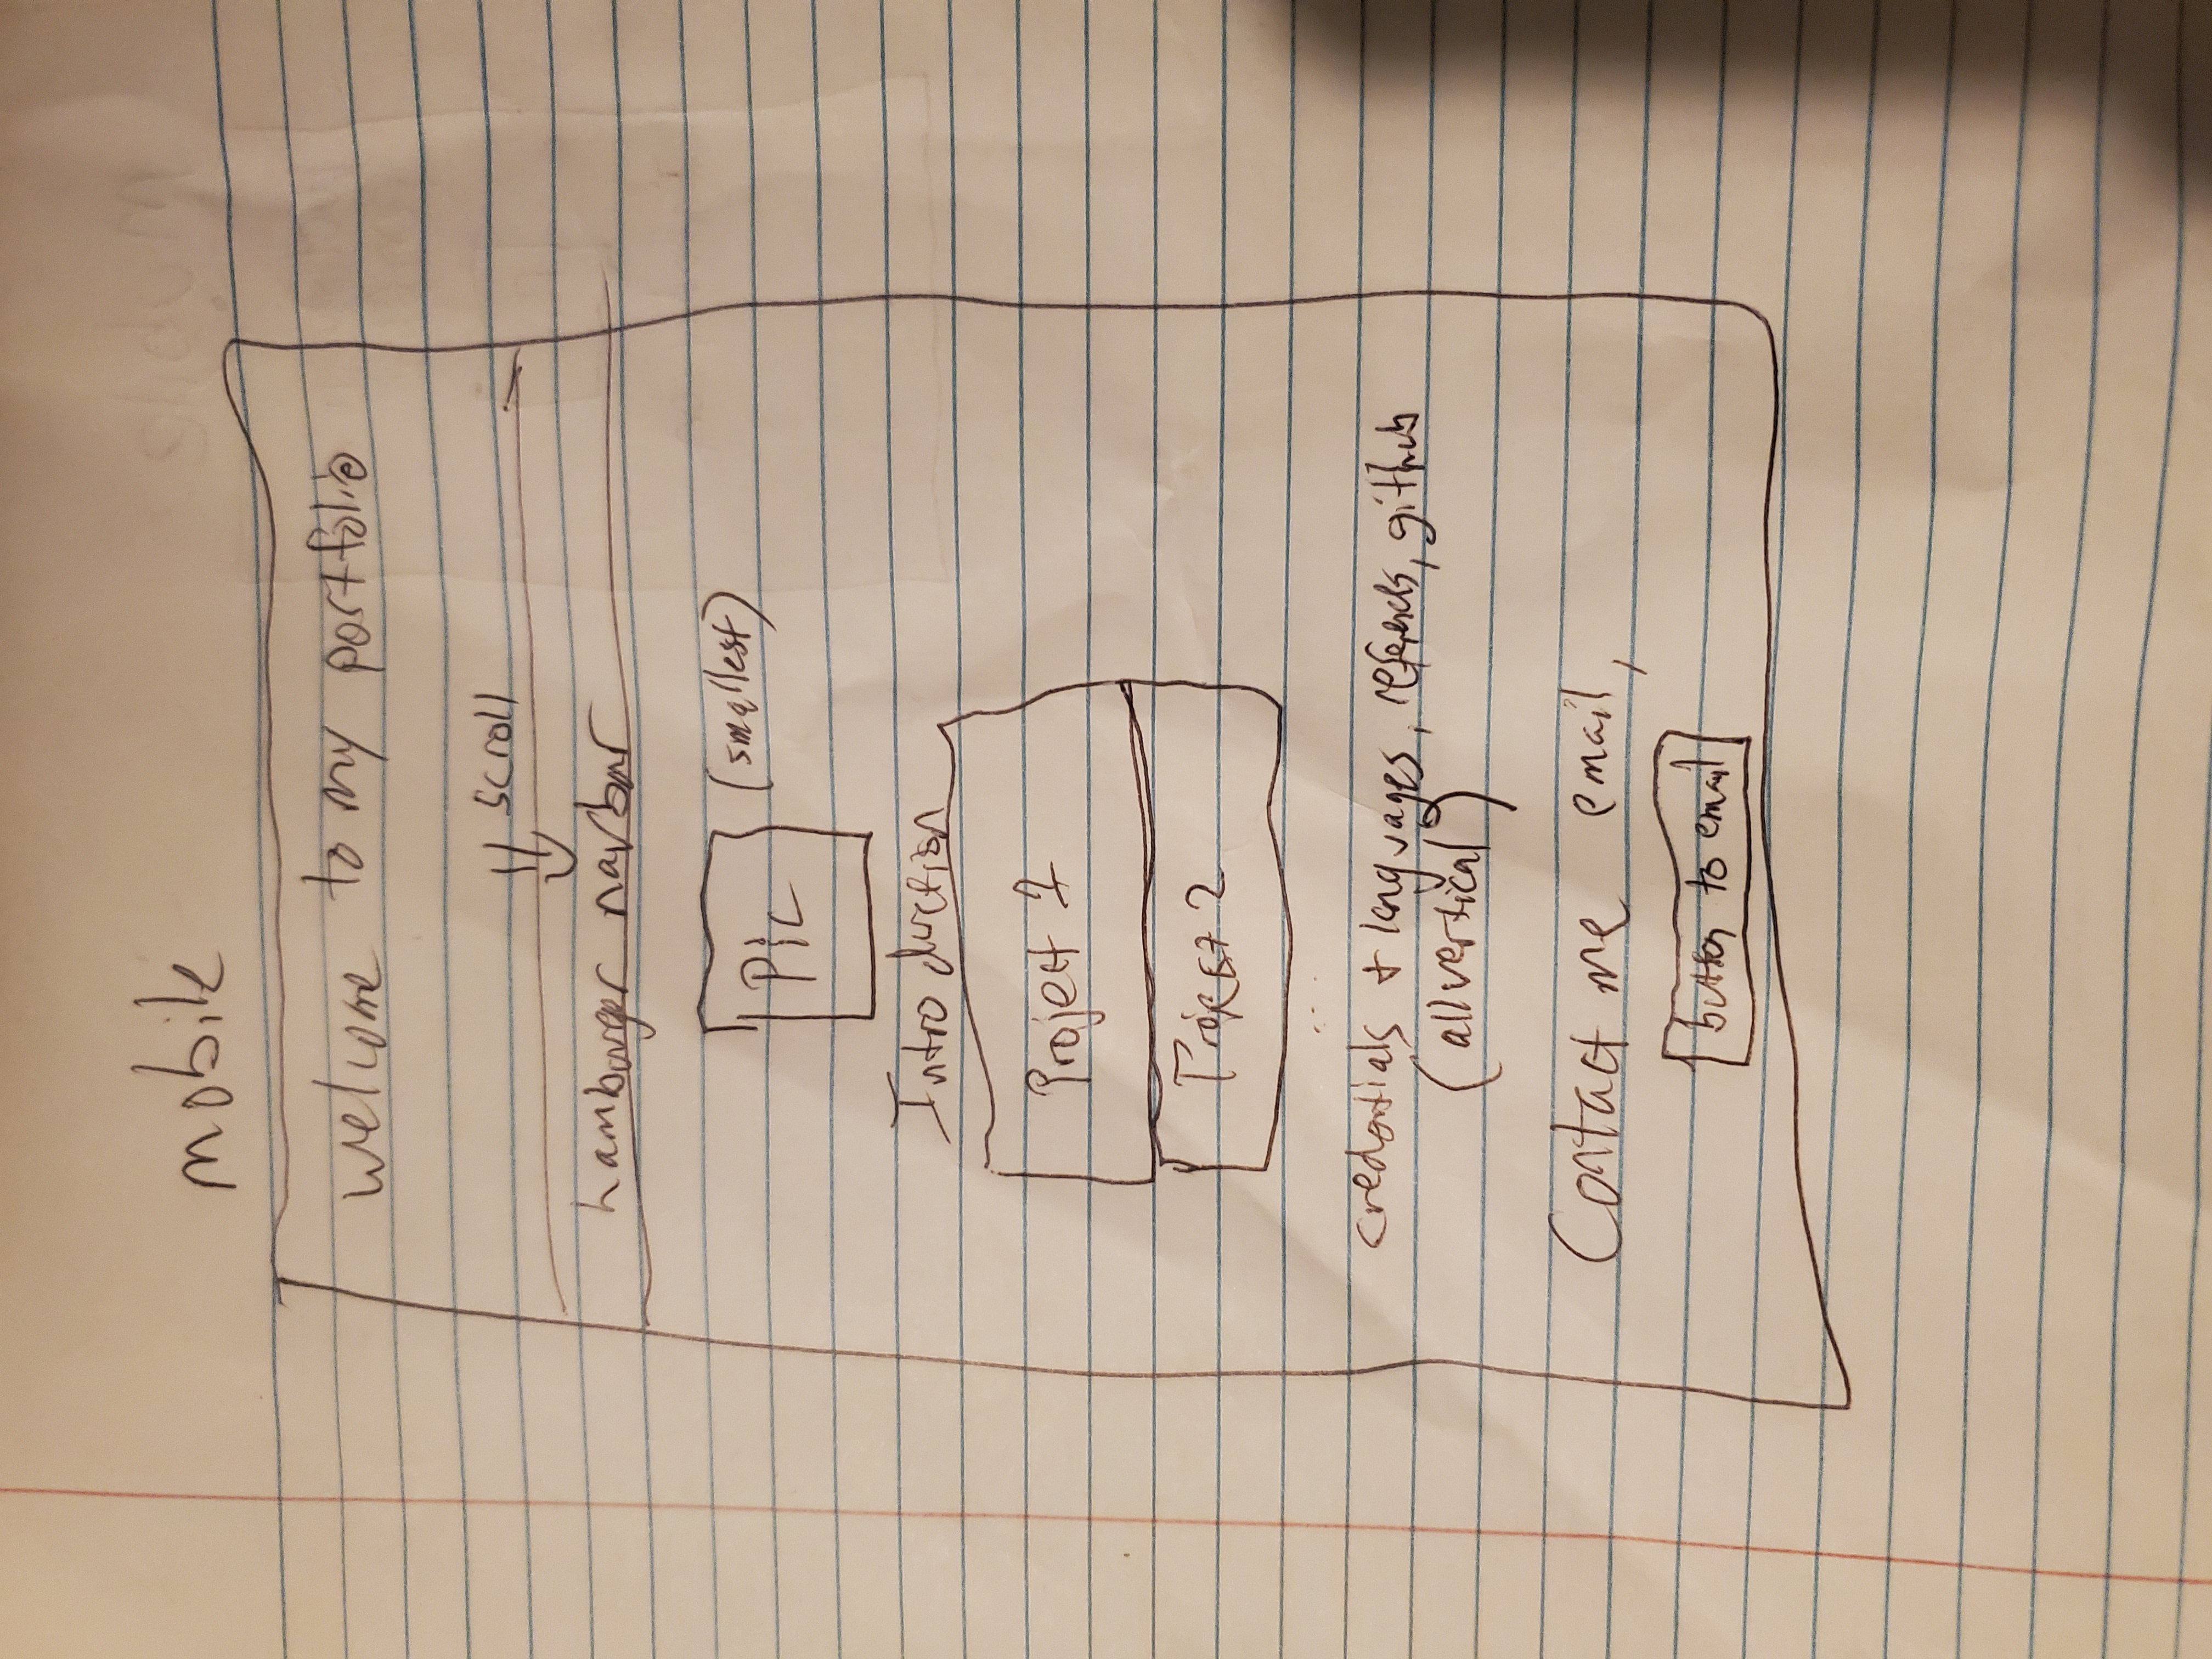 mobile
welcome to my portfolio
scroll
hamburger navbar
Pic
(smallest)
Introduction
Project 1
Project 2
...
credentials + languages, github
(all vertical)
Contact me email,
button to email